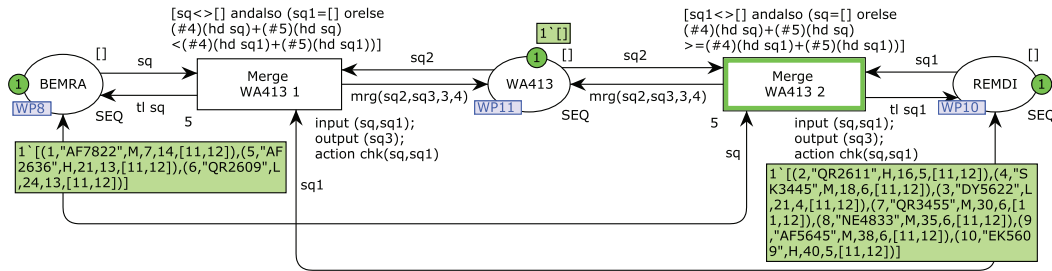 [sq<>[] andalso (sq1=[] orelse
(#4)(hd sq)+(#5)(hd sq)
<(#4)(hd sq1)+(#5)(hd sq1))]
1`[]
[sq1<>[] andalso (sq=[] orelse
(#4)(hd sq)+(#5)(hd sq)
>=(#4)(hd sq1)+(#5)(hd sq1))]
1
BEMRA
WP8
[]
SEQ
sq
tl sq
Merge
WA413 1
5
sq2
mrg(sq2,sq3,3,4)
1
WA413
WP11
[]
SEQ
sq2
mrg(sq2,sq3,3,4)
Merge
WA413 2
5
sq1
tl sq1
REMDI
WP10
[]
1
SEQ
input (sq,sq1);
output (sq3);
action chk(sq,sq1)
input (sq,sq1);
output (sq3);
action chk(sq,sq1)
1`[(1,"AF7822",M,7,14,[11,12]),(5,"AF
2636",H,21,13,[11,12]),(6,"QR2609",L
,24,13,[11,12])]
sq1
sq
1`[(2,"QR2611",H,16,5,[11,12]),(4,"S
K3445",M,18,6,[11,12]),(3,"DY5622",L
,21,4,[11,12]),(7,"QR3455",M,30,6,[1
1,12]),(8,"NE4833",M,35,6,[11,12]),(9
,"AF5645",M,38,6,[11,12]),(10,"EK560
9",H,40,5,[11,12])]